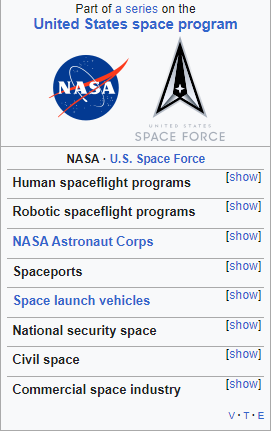 Part of a series on the
United States space program
NASA
UNITED STATES
SPACE FORCE
NASA · U.S. Space Force
Human spaceflight programs [show]
Robotic spaceflight programs [show]
NASA Astronaut Corps [show]
Spaceports [show]
Space launch vehicles [show]
National security space [show]
Civil space [show]
Commercial space industry [show]
V · T · E